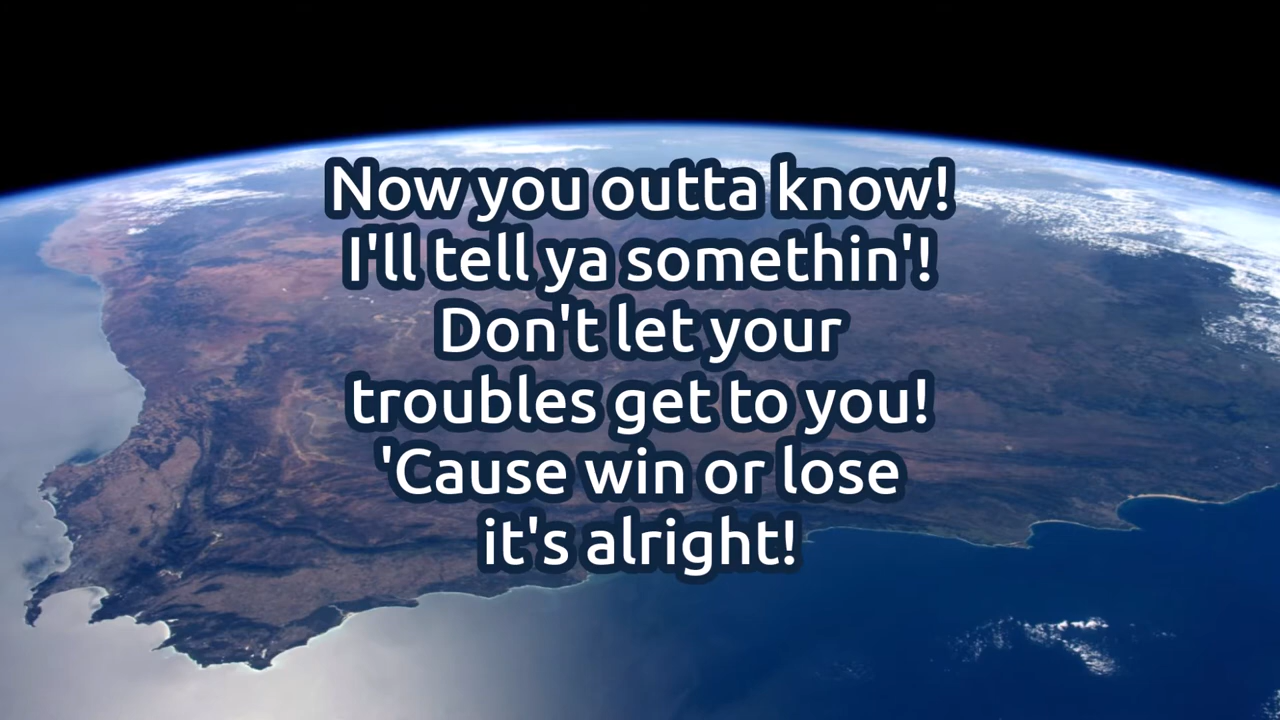 Now you outta know!
I'll tell ya somethin'!
Don't let your
troubles get to you!
'Cause win or lose
it's alright!